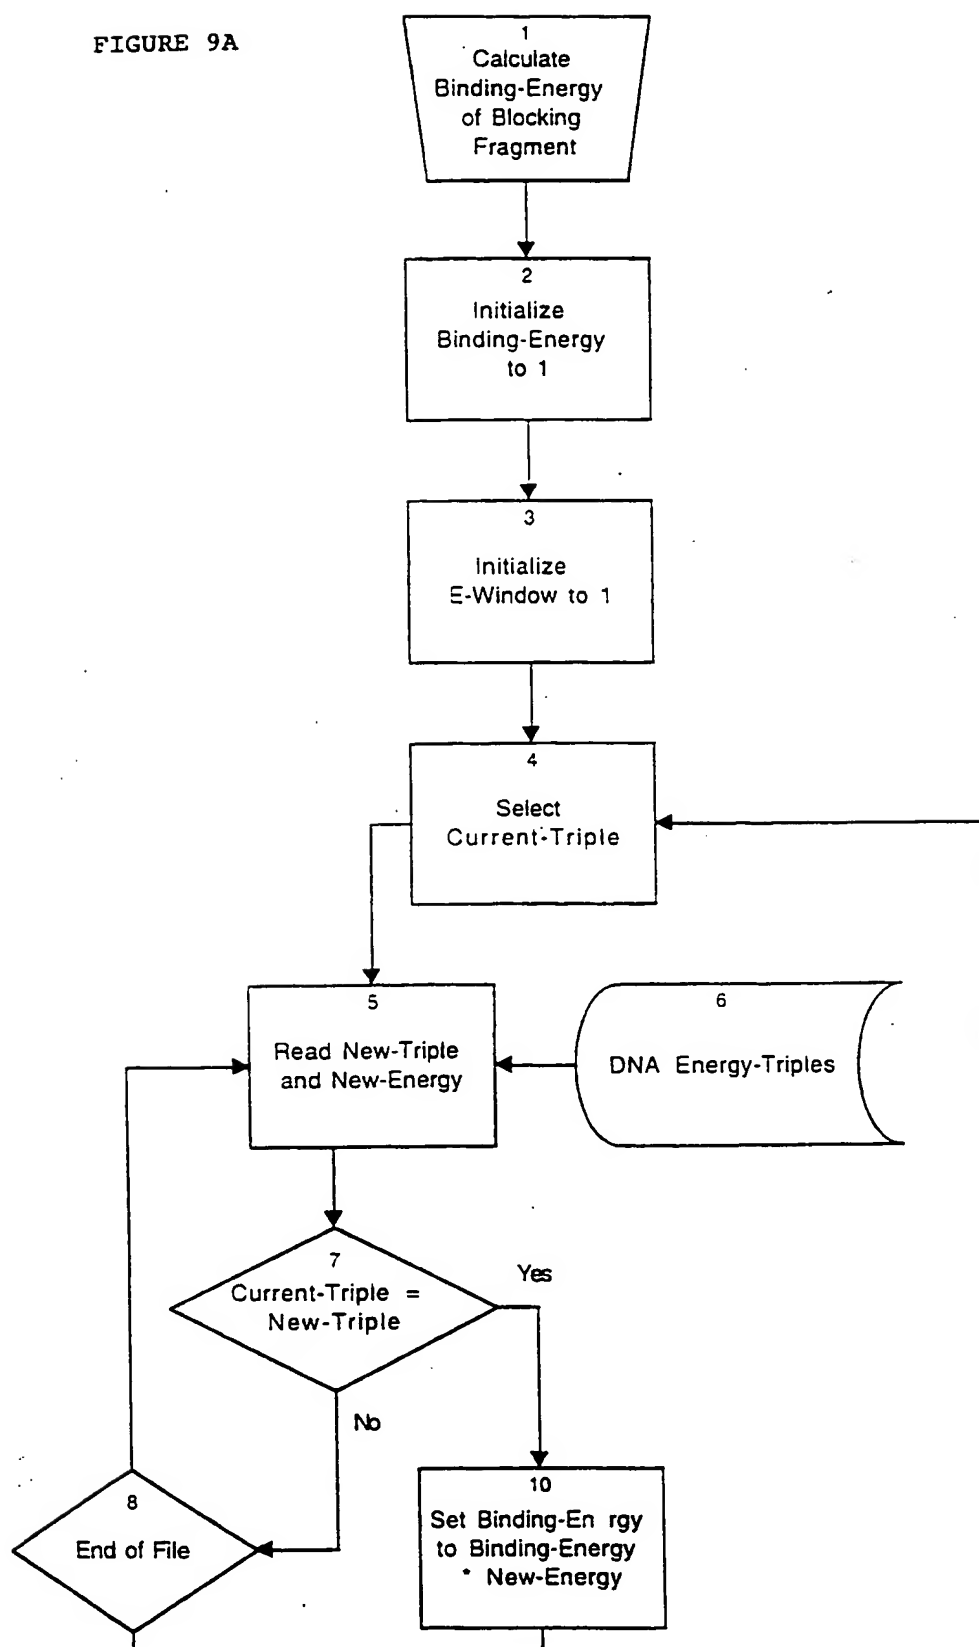 FIGURE 9A
1
Calculate
Binding-Energy
of Blocking
Fragment
2
Initialize
Binding-Energy
to 1
3
Initialize
E-Window to 1
4
Select
Current-Triple
5
Read New-Triple
and New-Energy
6
DNA Energy-Triples
7
Current-Triple =
New-Triple
Yes
No
8
End of File
10
Set Binding-En rgy
to Binding-Energy
* New-Energy